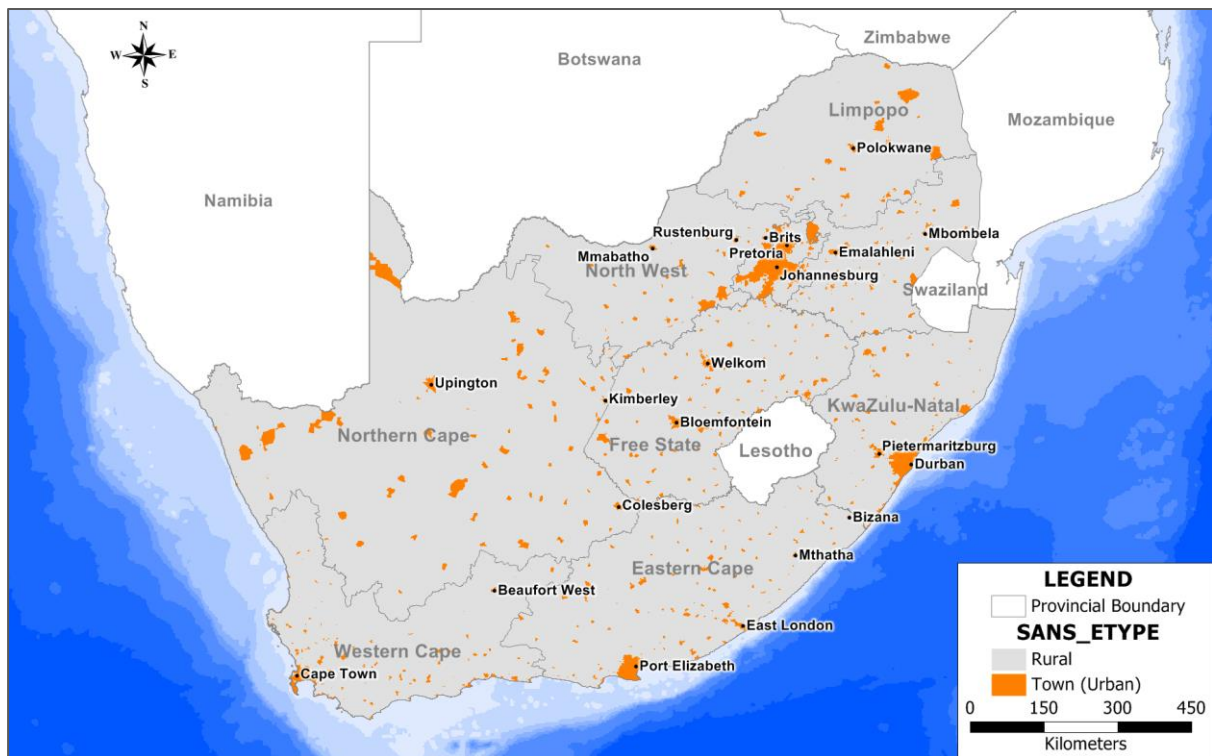 N
W E
S
Zimbabwe
Botswana
Limpopo
Mozambique
Polokwane
Namibia
Rustenburg
Brits
Mbombela
Mmabatho
Pretoria
Emalahleni
North West
Johannesburg
Swaziland
Welkom
Upington
Kimberley
KwaZulu-Natal
Bloemfontein
Northern Cape
Free State
Lesotho
Pietermaritzburg
Durban
Colesberg
Bizana
Mthatha
Eastern Cape
Beaufort West
East London
Western Cape
Port Elizabeth
Cape Town
LEGEND
Provincial Boundary
SANS_ETYPE
Rural
Town (Urban)
0 150 300 450
Kilometers